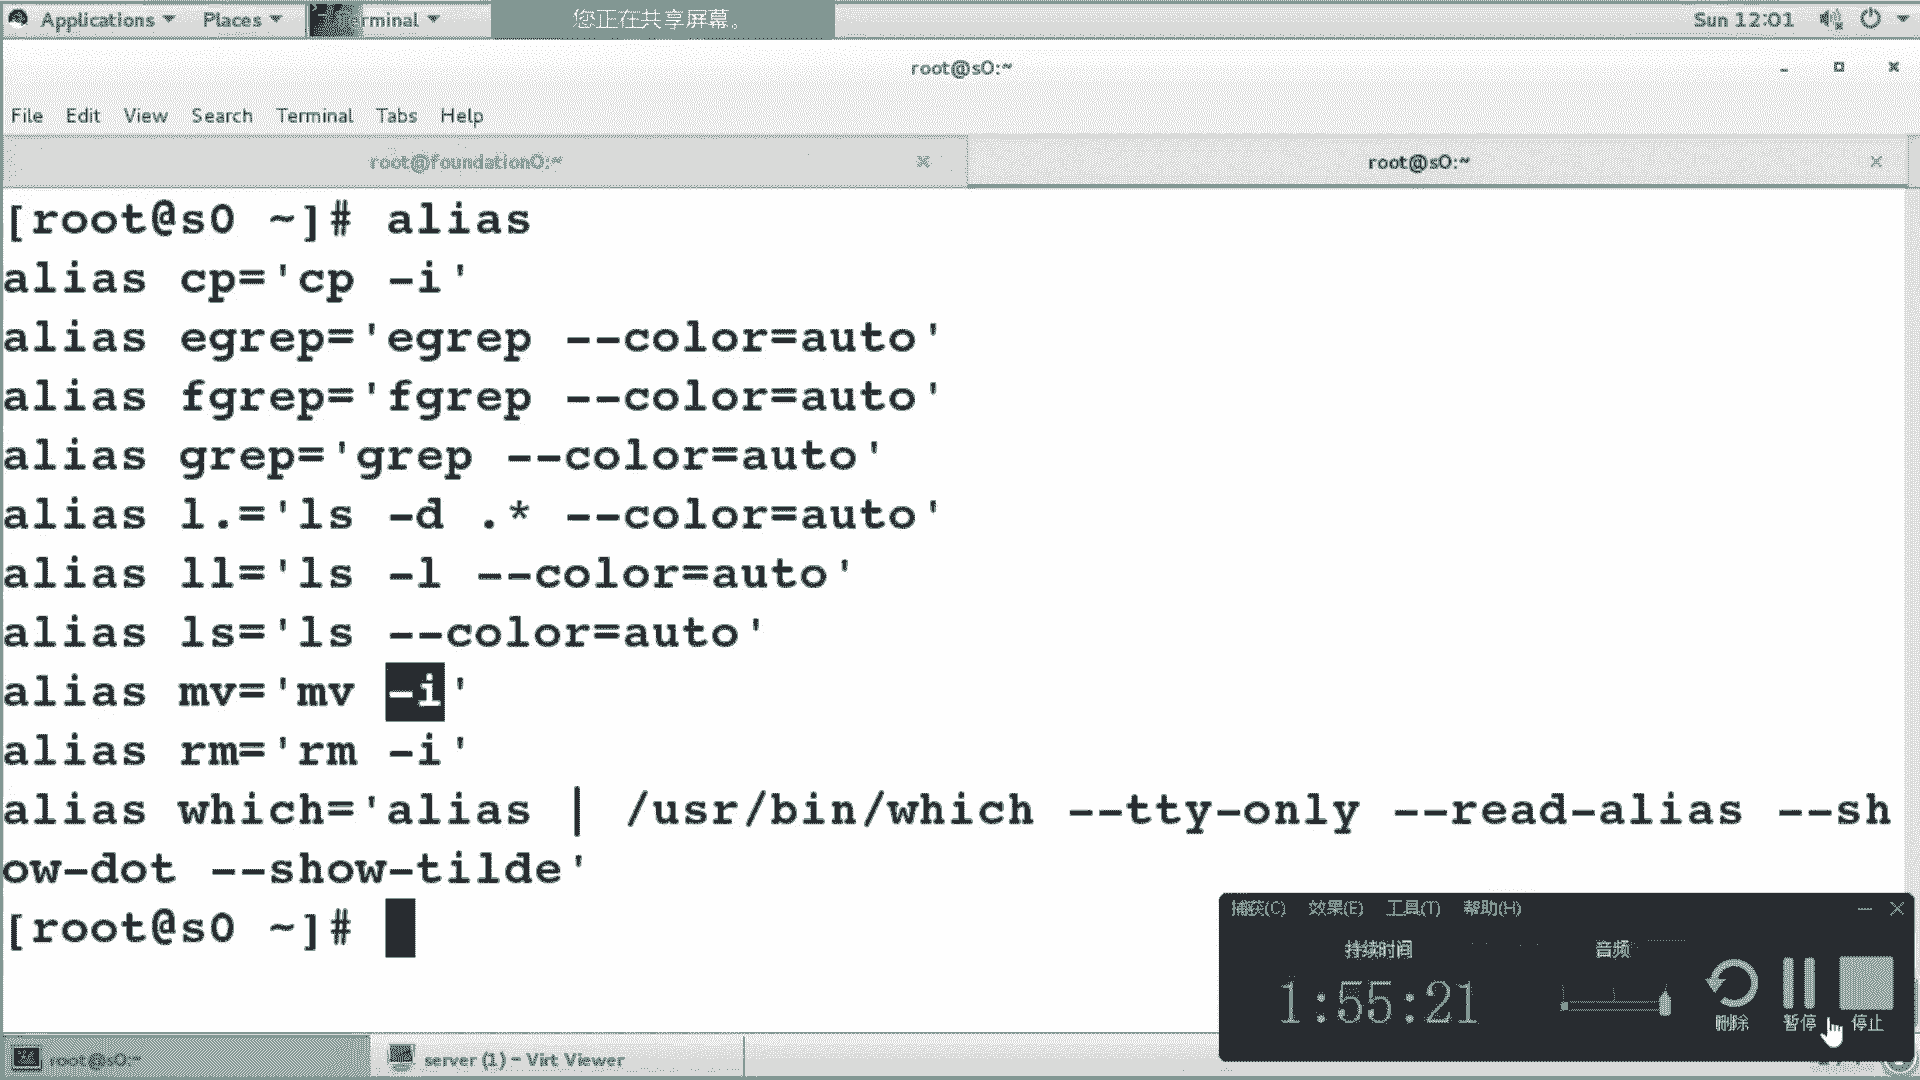 Applications Places Terminal 您正在共享屏幕。 Sun 12:01
root@s0:~
File Edit View Search Terminal Tabs Help
root@foundation0:~ root@s0:~
[root@s0 ~]# alias
alias cp='cp -i'
alias egrep='egrep --color=auto'
alias fgrep='fgrep --color=auto'
alias grep='grep --color=auto'
alias l.='ls -d .* --color=auto'
alias ll='ls -l --color=auto'
alias ls='ls --color=auto'
alias mv='mv -i'
alias rm='rm -i'
alias which='alias | /usr/bin/which --tty-only --read-alias --sh
ow-dot --show-tilde'
[root@s0 ~]#
捕获(C) 效果(E) 工具(T) 帮助(H)
持续时间 音频
1:55:21
删除 暂停 停止
root@s0:~ server (1) - Virt Viewer